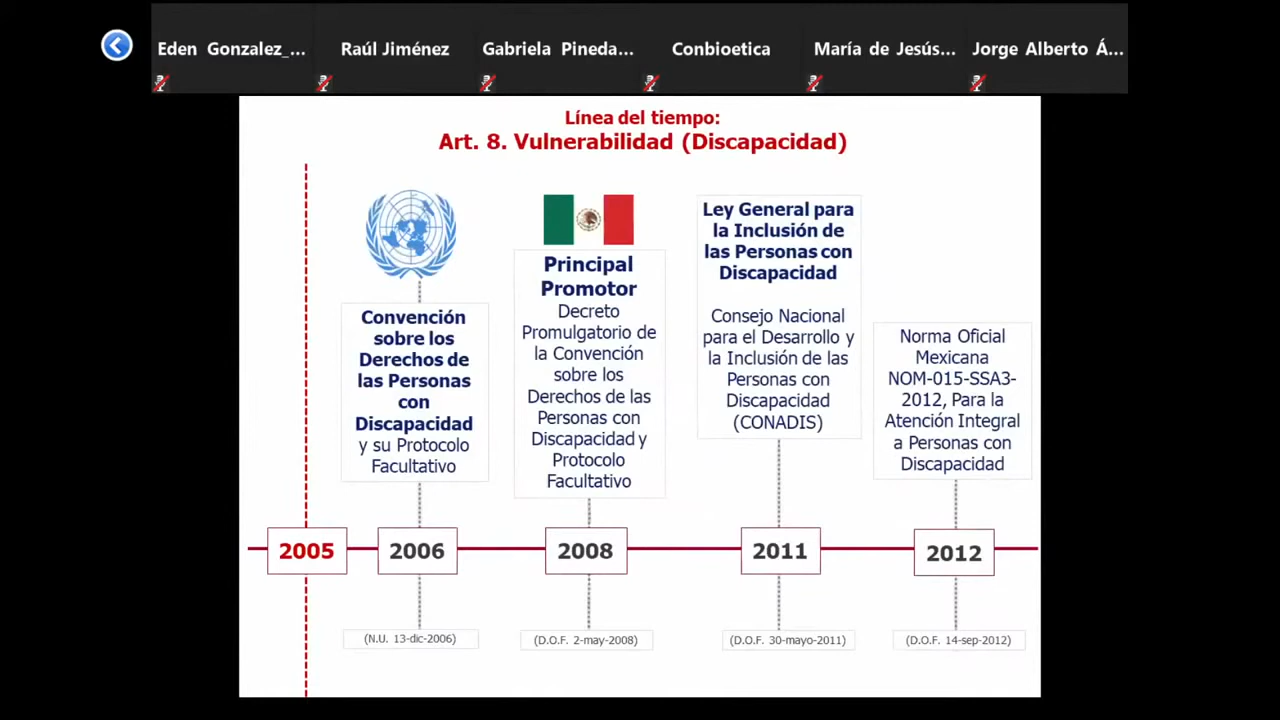 Eden Gonzalez_...
Raúl Jiménez
Gabriela Pineda...
Conbioetica
María de Jesús...
Jorge Alberto Á...
Línea del tiempo:
Art. 8. Vulnerabilidad (Discapacidad)
Convención
sobre los
Derechos de
las Personas
con
Discapacidad
y su Protocolo
Facultativo
Principal
Promotor
Decreto
Promulgatorio de
la Convención
sobre los
Derechos de las
Personas con
Discapacidad y
Protocolo
Facultativo
Ley General para
la Inclusión de
las Personas con
Discapacidad
Consejo Nacional
para el Desarrollo y
la Inclusión de las
Personas con
Discapacidad
(CONADIS)
Norma Oficial
Mexicana
NOM-015-SSA3-
2012, Para la
Atención Integral
a Personas con
Discapacidad
2005
2006
2008
2011
2012
(N.U. 13-dic-2006)
(D.O.F. 2-may-2008)
(D.O.F. 30-mayo-2011)
(D.O.F. 14-sep-2012)